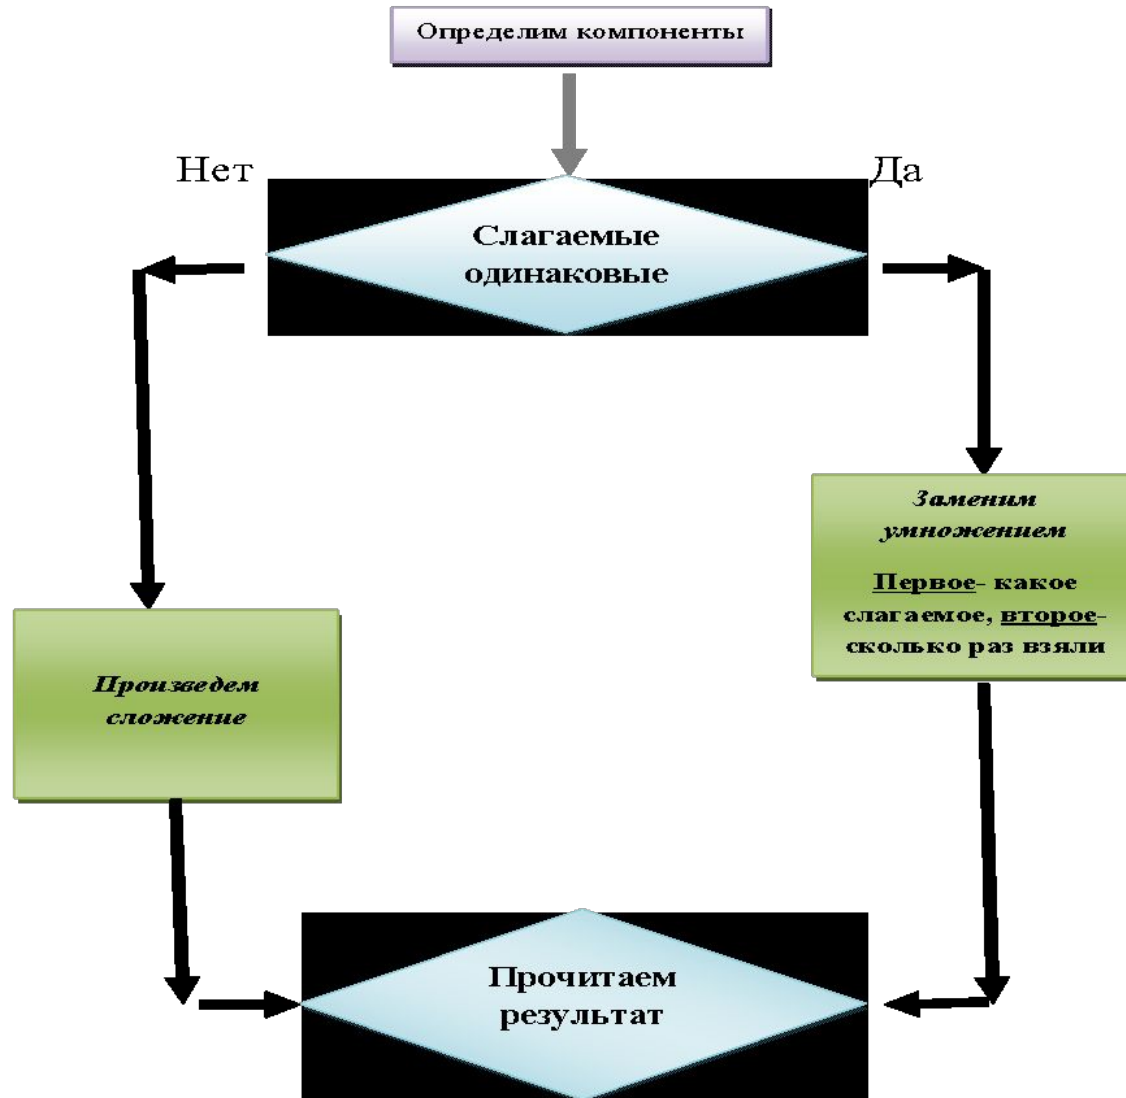 Определим компоненты
Нет
Да
Слагаемые
одинаковые
Заменим
умножением
Первое- какое
слагаемое, второе-
сколько раз взяли
Произведем
сложение
Прочитаем
результат